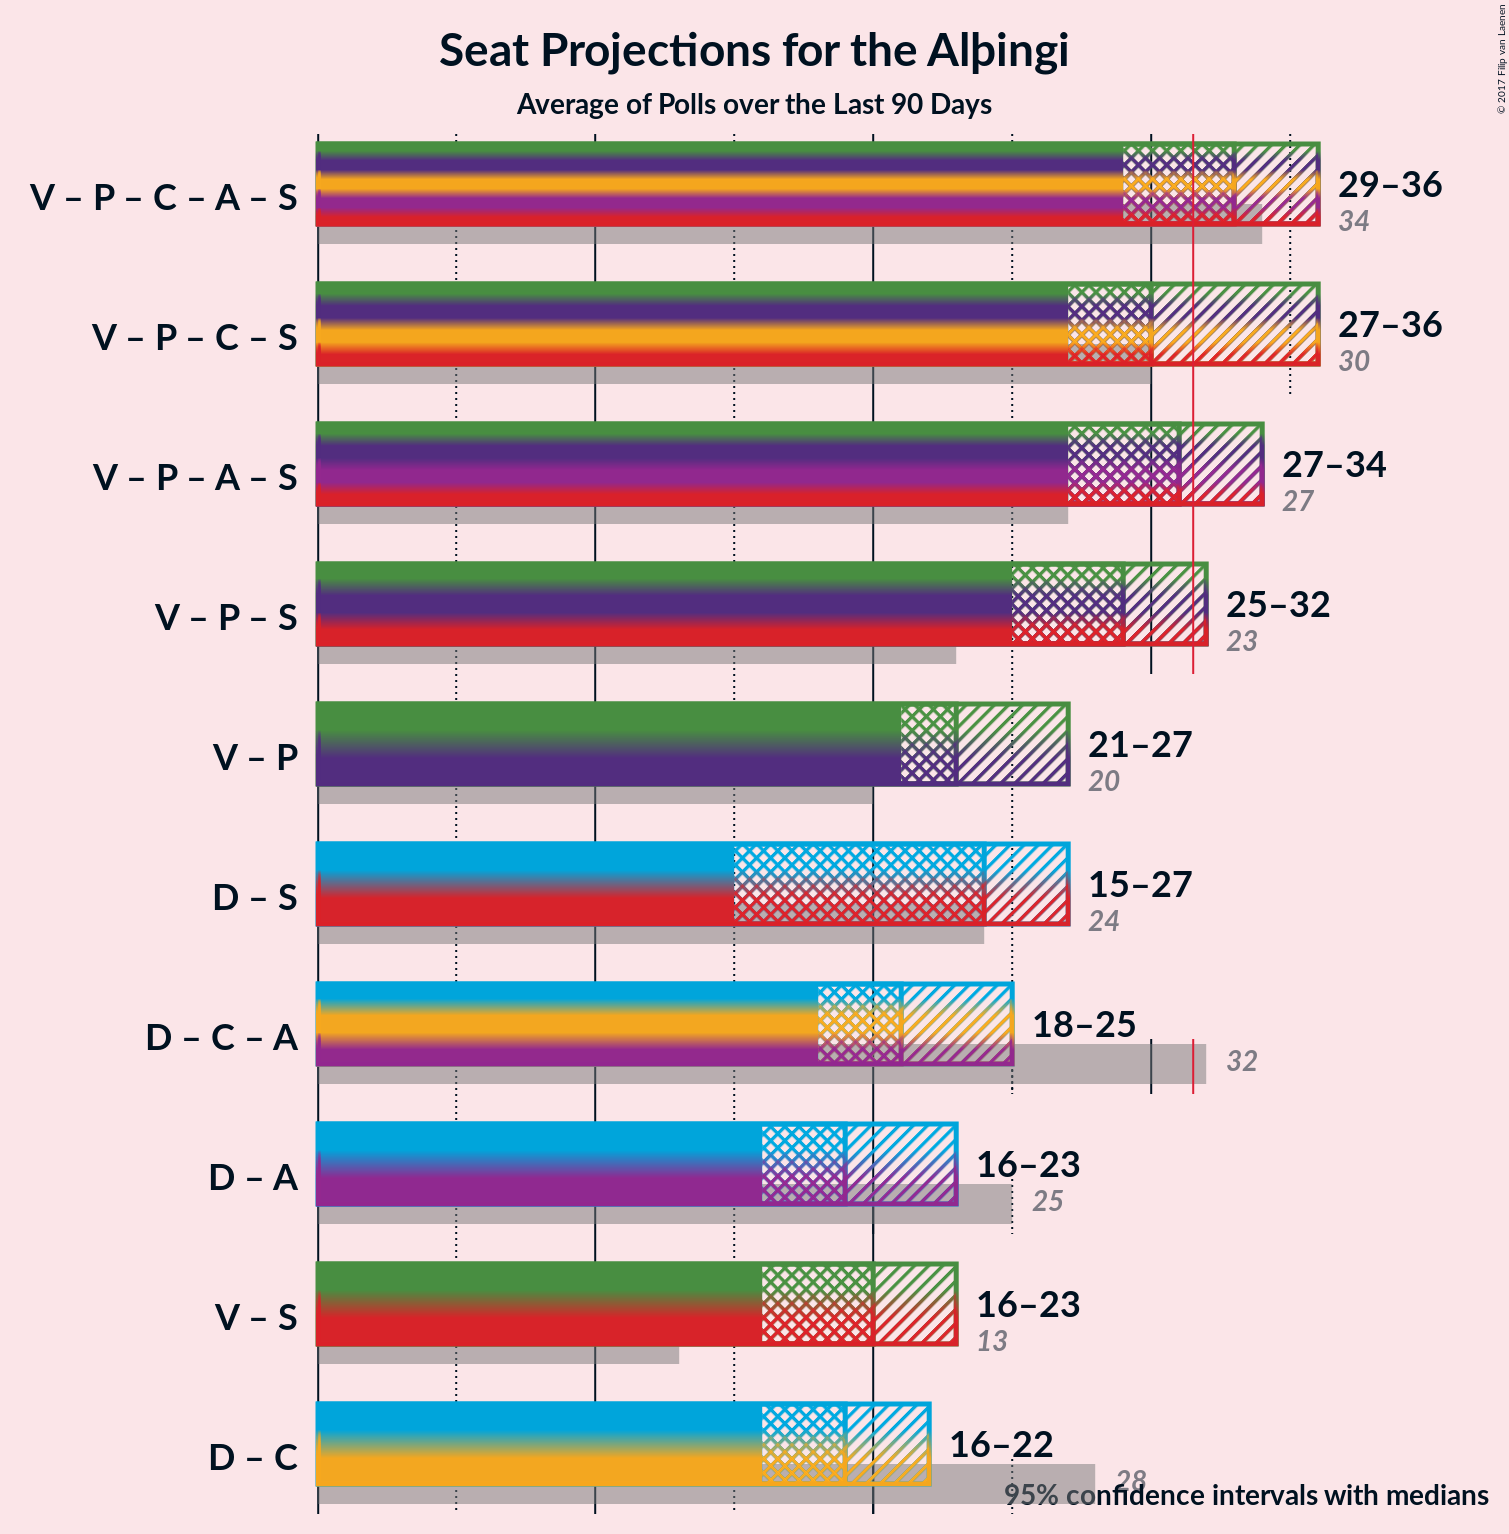 Seat Projections for the Alþingi
Average of Polls over the Last 90 Days
© 2017 Filip van Laenen
V – P – C – A – S
29–36
34
V – P – C – S
27–36
30
V – P – A – S
27–34
27
V – P – S
25–32
23
V – P
21–27
20
D – S
15–27
24
D – C – A
18–25
32
D – A
16–23
25
V – S
16–23
13
D – C
16–22
28
95% confidence intervals with medians